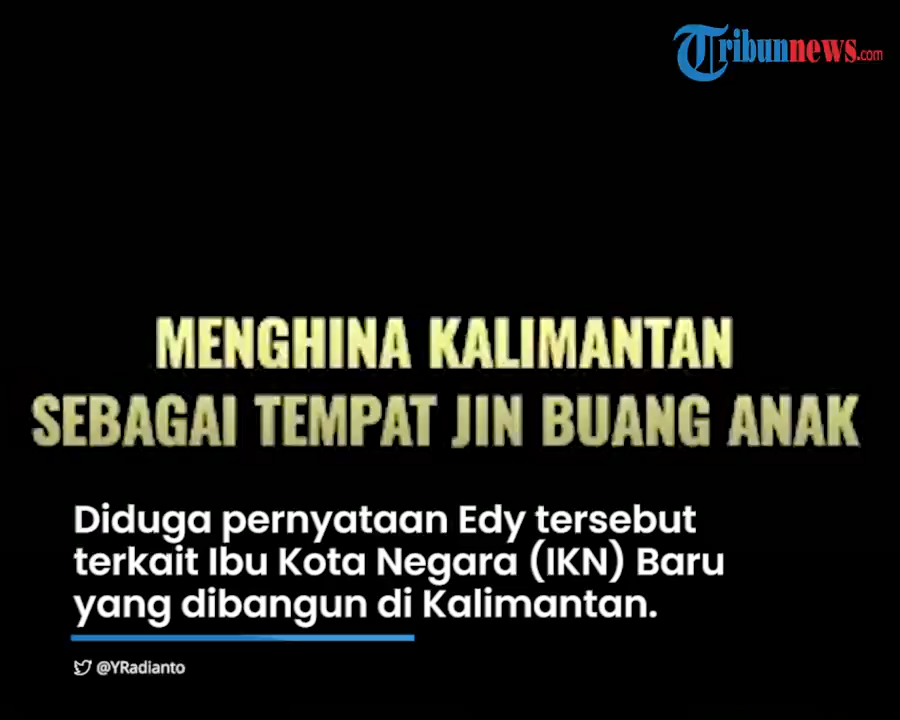 Tribunnews.com
MENGHINA KALIMANTAN
SEBAGAI TEMPAT JIN BUANG ANAK
Diduga pernyataan Edy tersebut
terkait Ibu Kota Negara (IKN) Baru
yang dibangun di Kalimantan.
@YRadianto